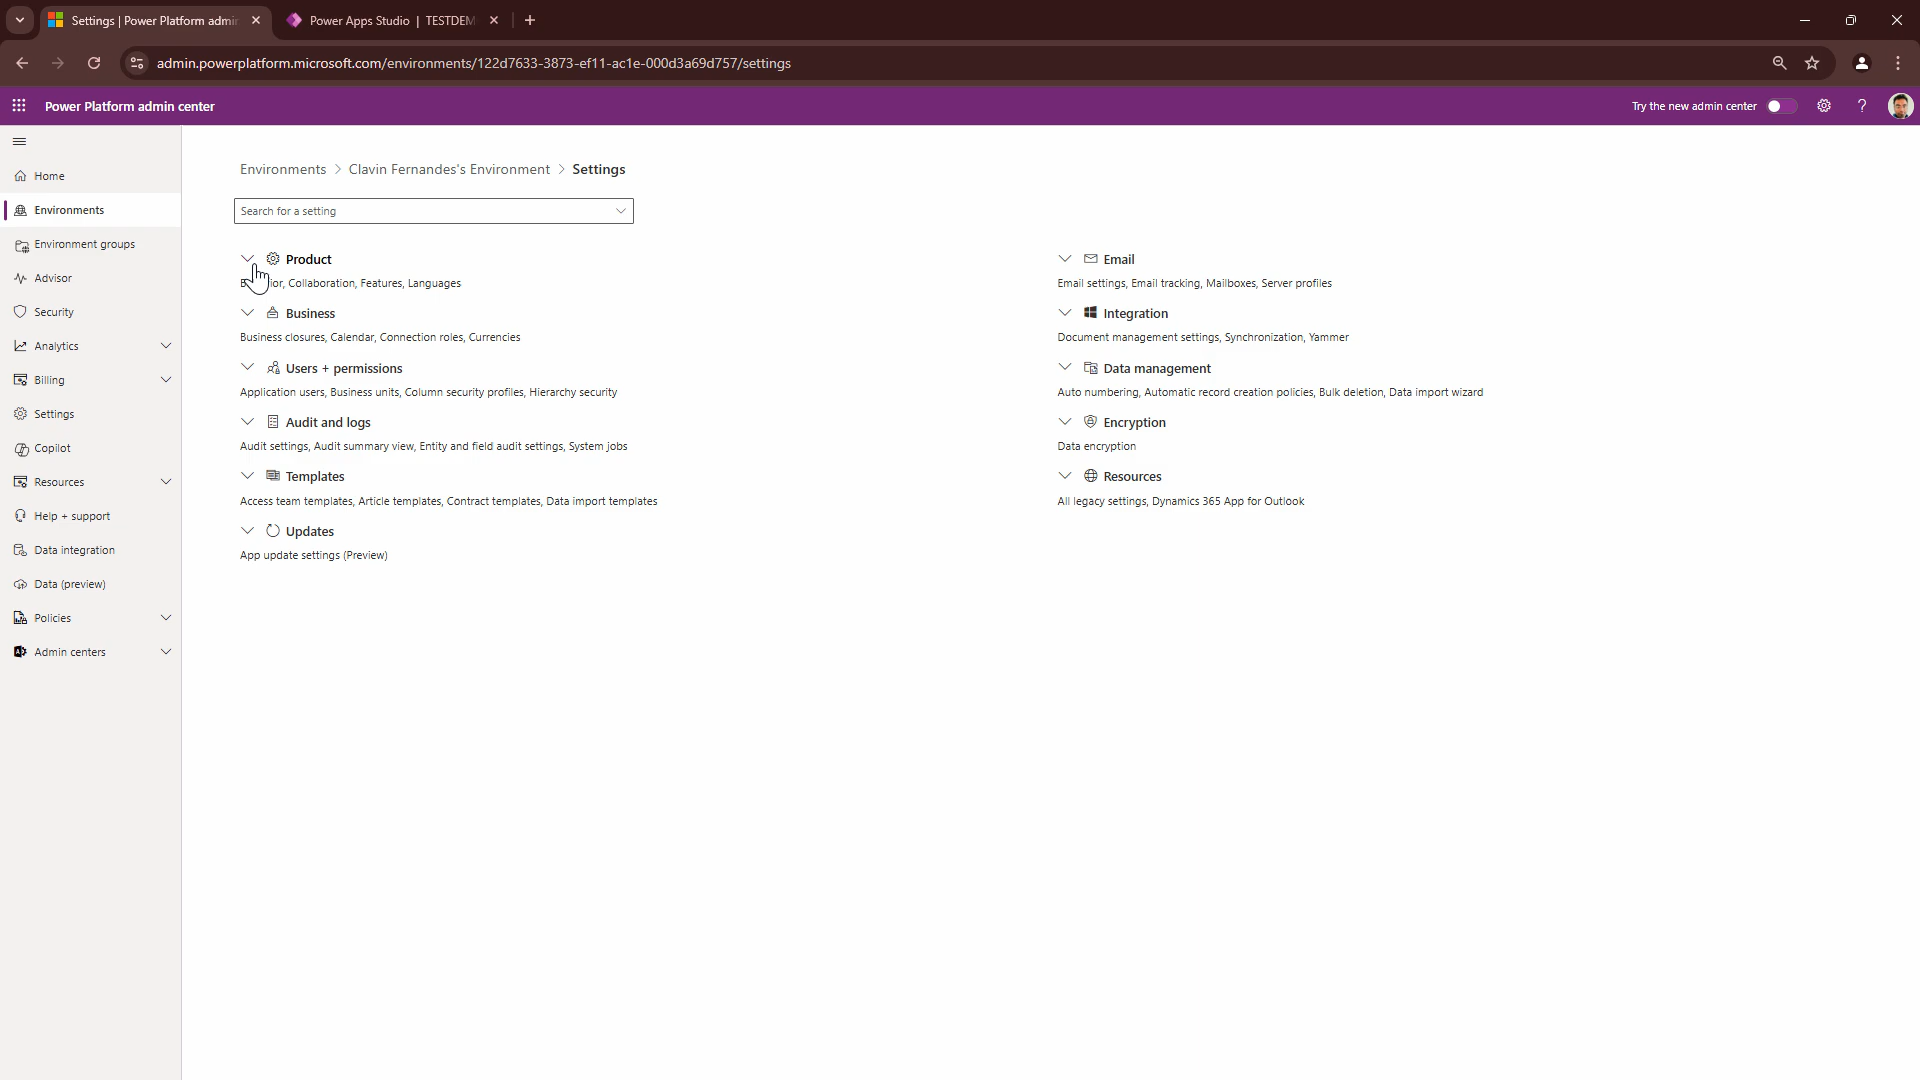 Settings | Power Platform admin
Power Apps Studio | TESTDEM
admin.powerplatform.microsoft.com/environments/122d7633-3873-ef11-ac1e-000d3a69d757/settings
Power Platform admin center
Try the new admin center
?
Home
Environments
Environment groups
Advisor
Security
Analytics
Billing
Settings
Copilot
Resources
Help + support
Data integration
Data (preview)
Policies
Admin centers
Environments > Clavin Fernandes's Environment > Settings
Search for a setting
Product
Collaboration, Features, Languages
Business
Business closures, Calendar, Connection roles, Currencies
Users + permissions
Application users, Business units, Column security profiles, Hierarchy security
Audit and logs
Audit settings, Audit summary view, Entity and field audit settings, System jobs
Templates
Access team templates, Article templates, Contract templates, Data import templates
Updates
App update settings (Preview)
Email
Email settings, Email tracking, Mailboxes, Server profiles
Integration
Document management settings, Synchronization, Yammer
Data management
Auto numbering, Automatic record creation policies, Bulk deletion, Data import wizard
Encryption
Data encryption
Resources
All legacy settings, Dynamics 365 App for Outlook